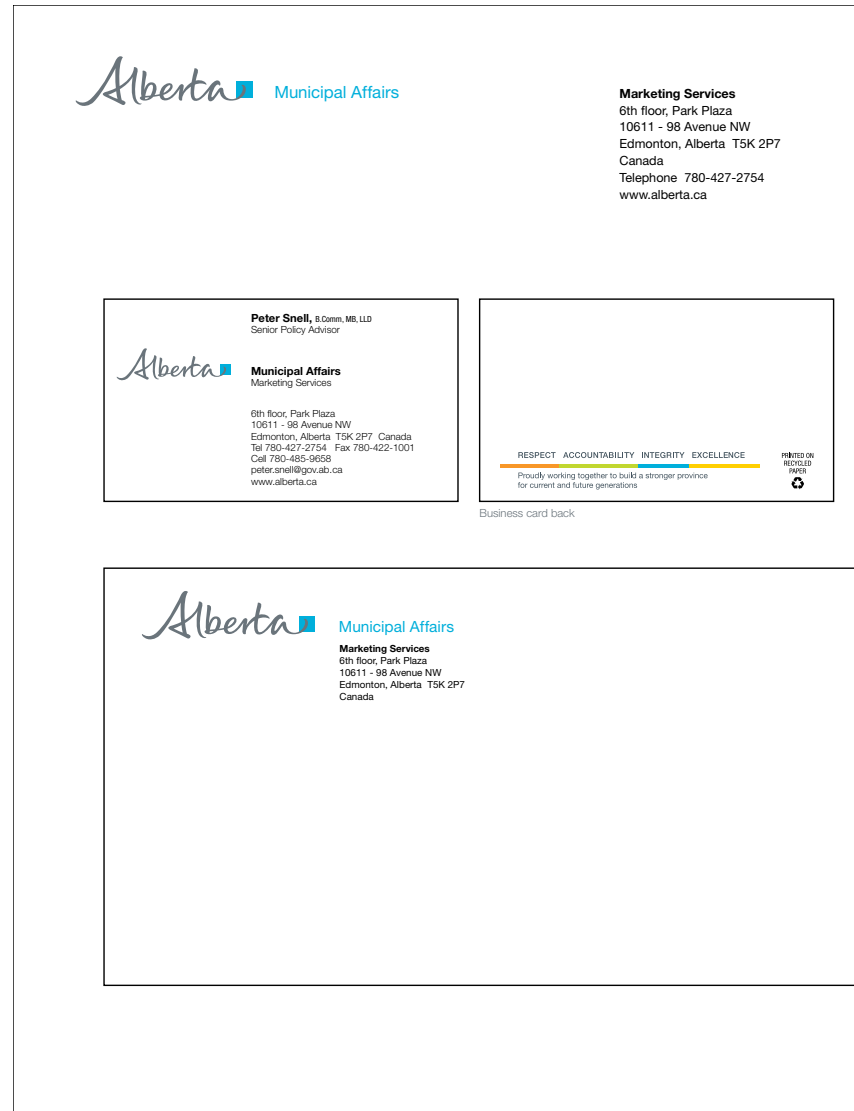 Alberta Municipal Affairs
Marketing Services
6th floor, Park Plaza
10611 - 98 Avenue NW
Edmonton, Alberta  T5K 2P7
Canada
Telephone  780-427-2754
www.alberta.ca
Peter Snell, B.Comm, MB, LLD
Senior Policy Advisor
Alberta
Municipal Affairs
Marketing Services
6th floor, Park Plaza
10611 - 98 Avenue NW
Edmonton, Alberta  T5K 2P7  Canada
Tel 780-427-2754   Fax 780-422-1001
Cell 780-485-9658
peter.snell@gov.ab.ca
www.alberta.ca
RESPECT   ACCOUNTABILITY   INTEGRITY   EXCELLENCE
Proudly working together to build a stronger province
for current and future generations
PRINTED ON
RECYCLED
PAPER
Business card back
Alberta Municipal Affairs
Marketing Services
6th floor, Park Plaza
10611 - 98 Avenue NW
Edmonton, Alberta  T5K 2P7
Canada